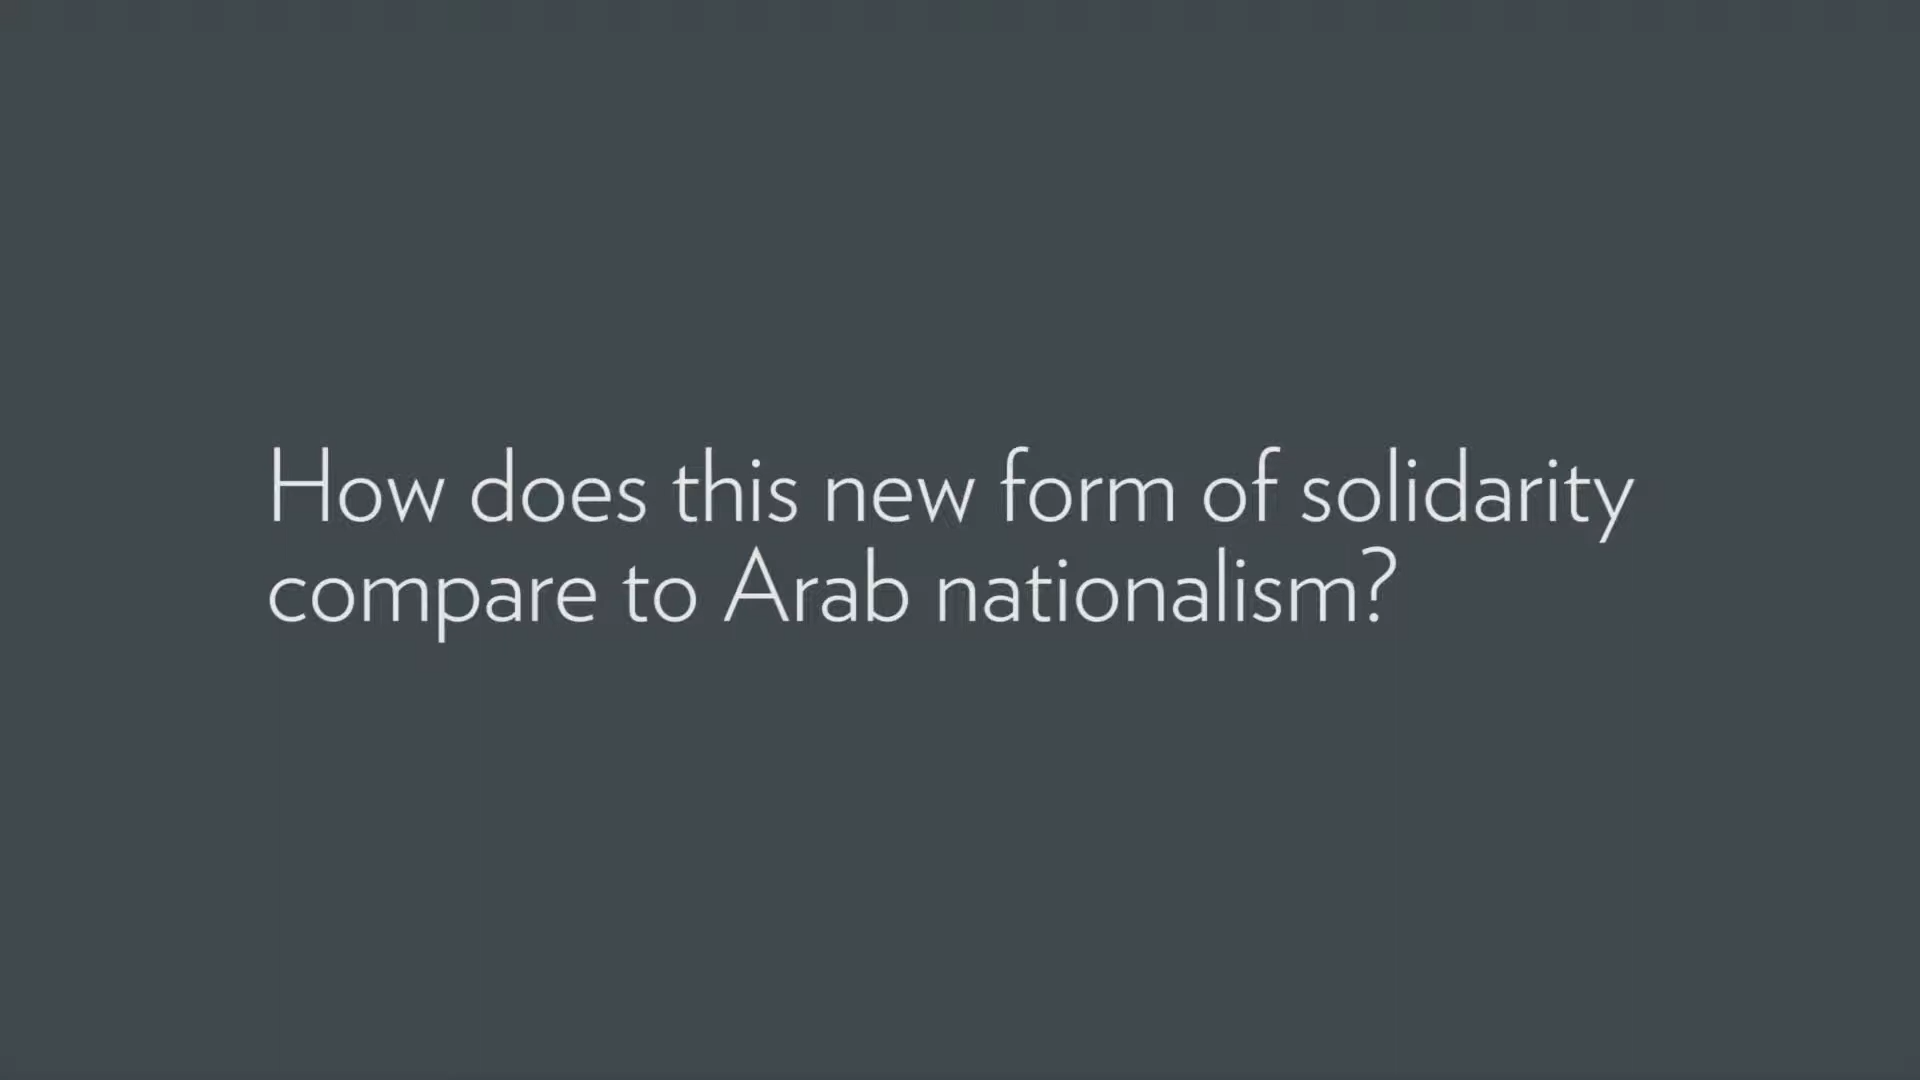 How does this new form of solidarity
compare to Arab nationalism?